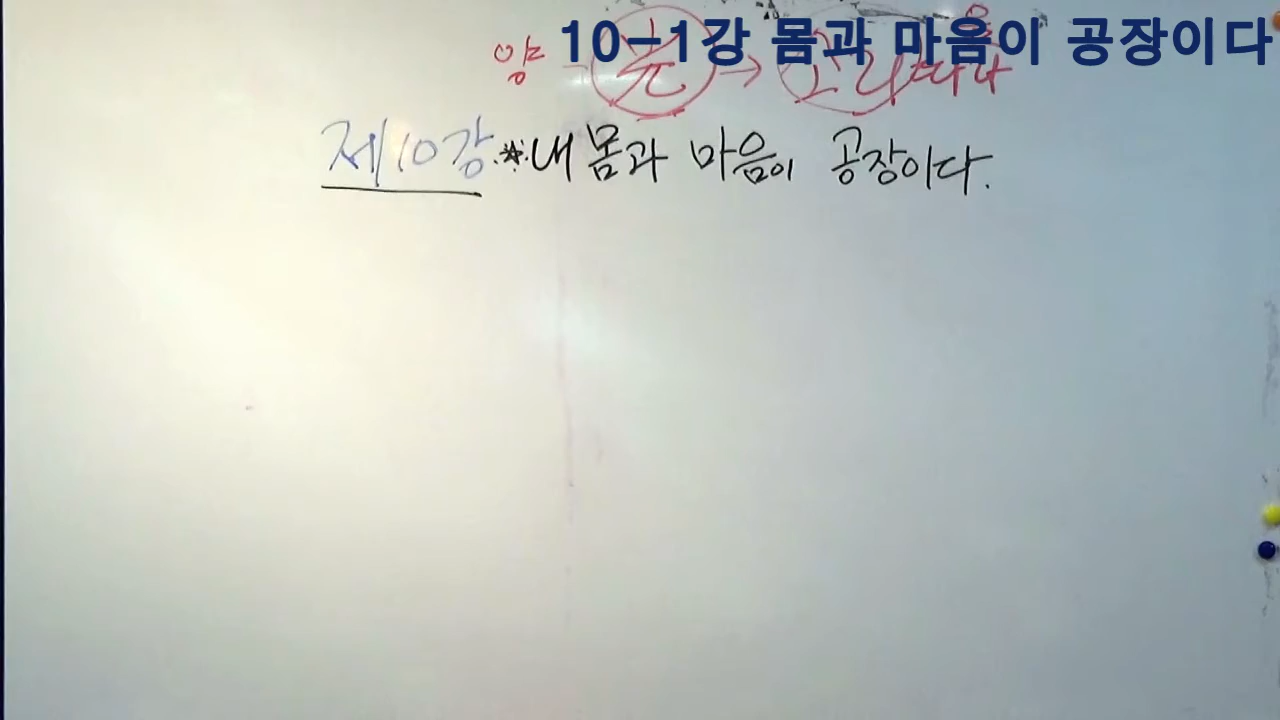 10-1강 몸과 마음이 공장이다
양
제10강 * 내 몸과 마음이 공장이다.